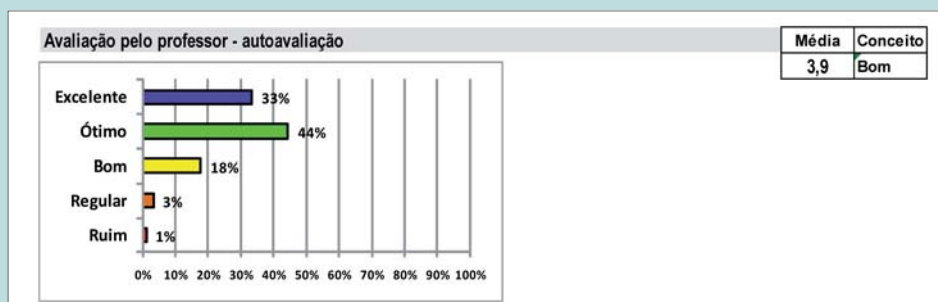 Avaliação pelo professor - autoavaliação
Média Conceito
3,9 Bom
Excelente 33%
Ótimo 44%
Bom 18%
Regular 3%
Ruim 1%
0% 10% 20% 30% 40% 50% 60% 70% 80% 90% 100%